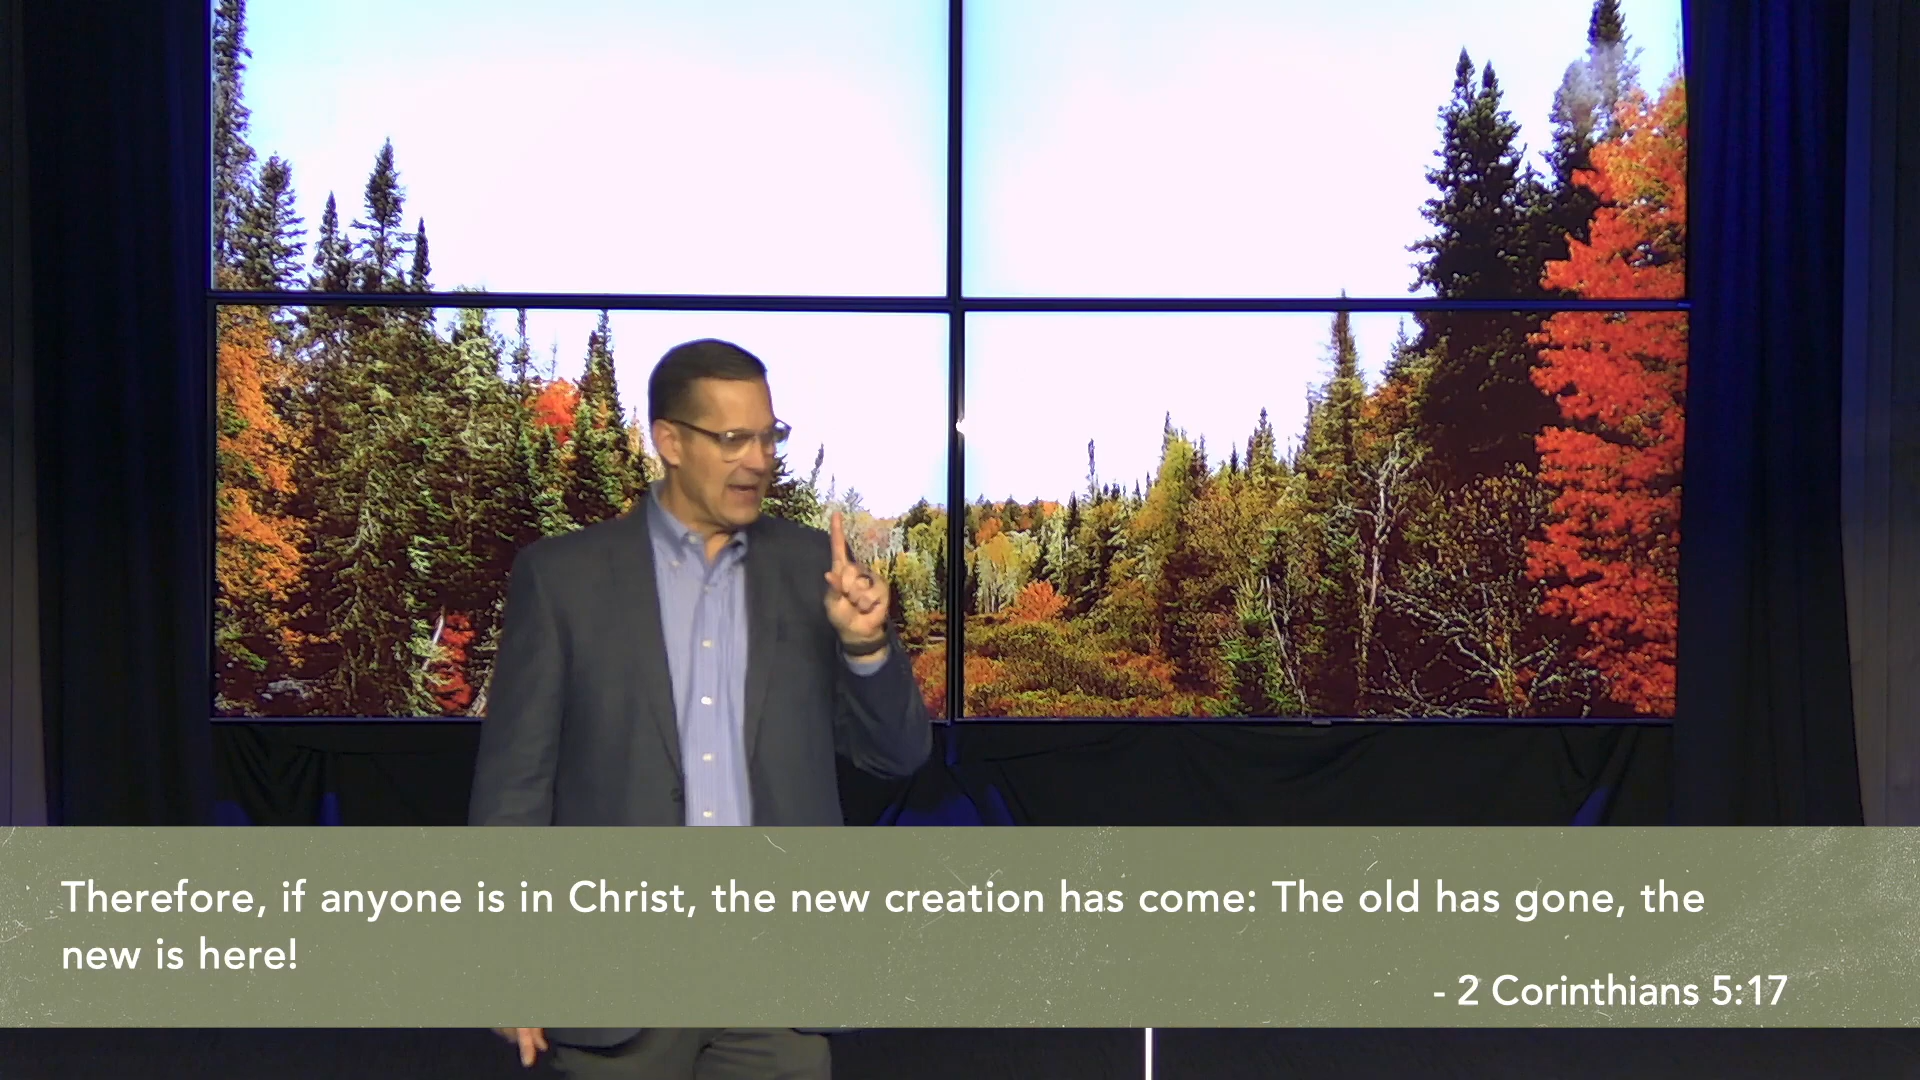 Therefore, if anyone is in Christ, the new creation has come: The old has gone, the
new is here!
- 2 Corinthians 5:17